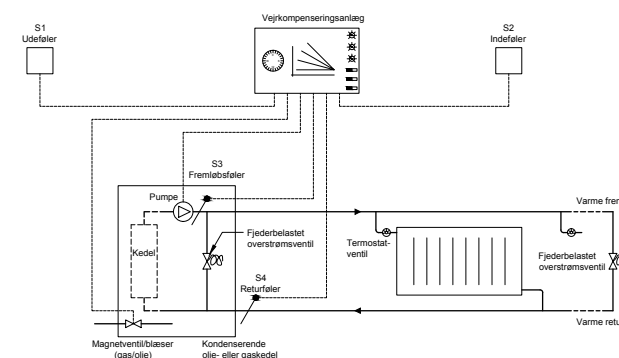 Vejrkompenseringsanlæg
S1
Udeføler
S2
Indeføler
S3
Fremløbsføler
Pumpe
Varme frem
Fjederbelastet
overstrømsventil
Kedel
Termostat-
ventil
Fjederbelastet
overstrømsventil
S4
Returføler
Varme retu
Magnetventil/blæser
(gas/olie)
Kondenserende
olie- eller gaskedel